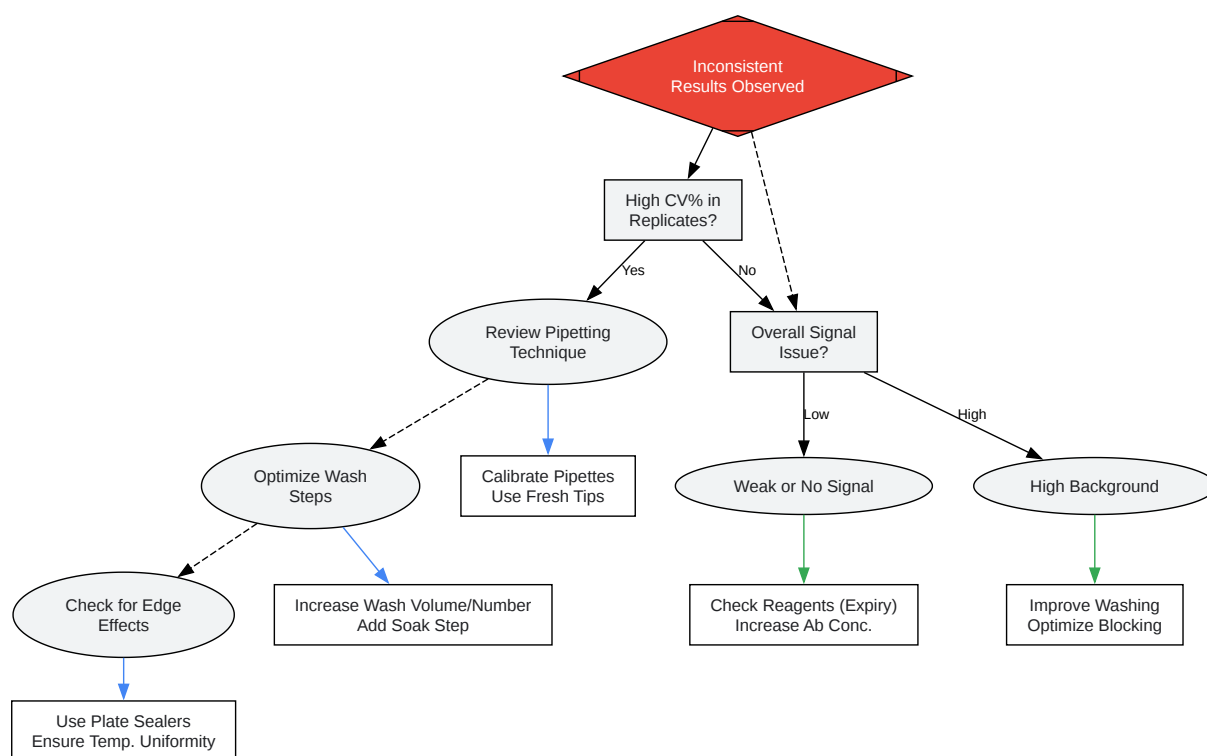 Inconsistent
Results Observed
High CV% in
Replicates?
Yes
No
Review Pipetting
Technique
Overall Signal
Issue?
Low
High
Optimize Wash
Steps
Calibrate Pipettes
Use Fresh Tips
Weak or No Signal
High Background
Check for Edge
Effects
Increase Wash Volume/Number
Add Soak Step
Check Reagents (Expiry)
Increase Ab Conc.
Improve Washing
Optimize Blocking
Use Plate Sealers
Ensure Temp. Uniformity